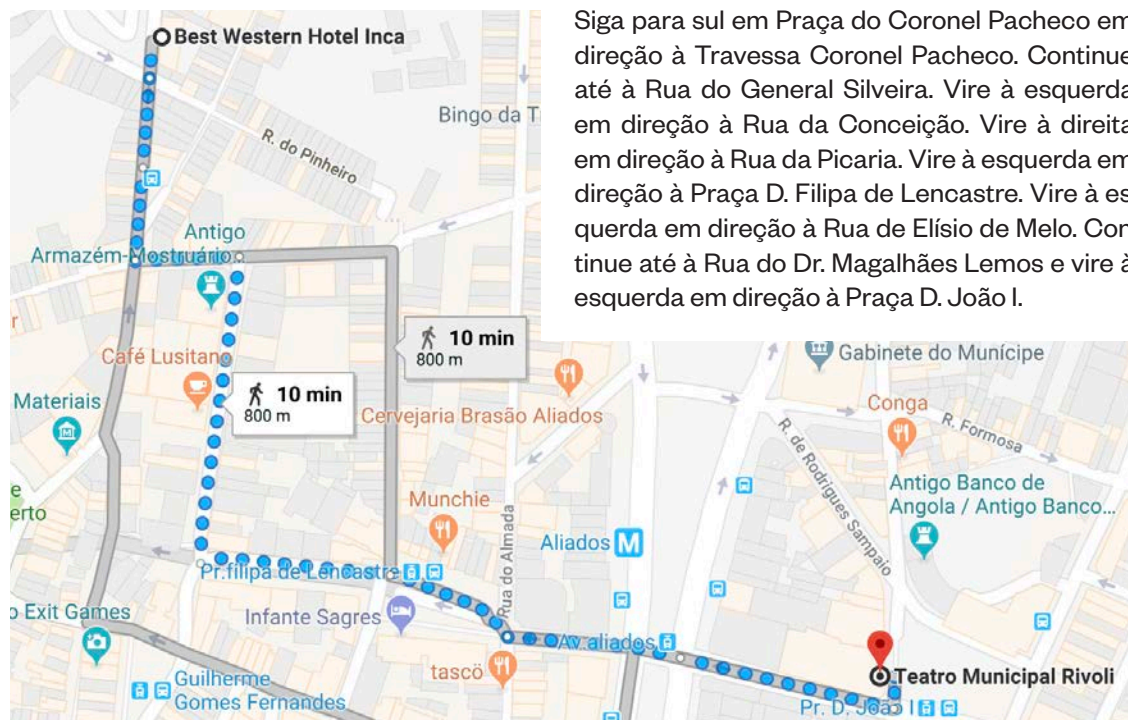 Siga para sul em Praça do Coronel Pacheco em
direção à Travessa Coronel Pacheco. Continue
até à Rua do General Silveira. Vire à esquerda
em direção à Rua da Conceição. Vire à direita
em direção à Rua da Picaria. Vire à esquerda em
direção à Praça D. Filipa de Lencastre. Vire à es
querda em direção à Rua de Elísio de Melo. Con
tinue até à Rua do Dr. Magalhães Lemos e vire à
esquerda em direção à Praça D. João I.
Best Western Hotel Inca
Bingo da T
R. do Pinheiro
Antigo
Armazém-Mostruário...
10 min
800 m
Café Lusitano
10 min
800 m
Cervejaria Brasão Aliados
Gabinete do Munícipe
Materiais
Conga
R. Formosa
R. de Rodrigues Sampaio
Antigo Banco de
Angola / Antigo Banco...
e
erto
Munchie
Rua do Almada
Aliados M
Pr.filipa de Lencastre
Exit Games
Infante Sagres
Av.aliados
tascö
Teatro Municipal Rivoli
Guilherme
Gomes Fernandes
Pr. D. João I